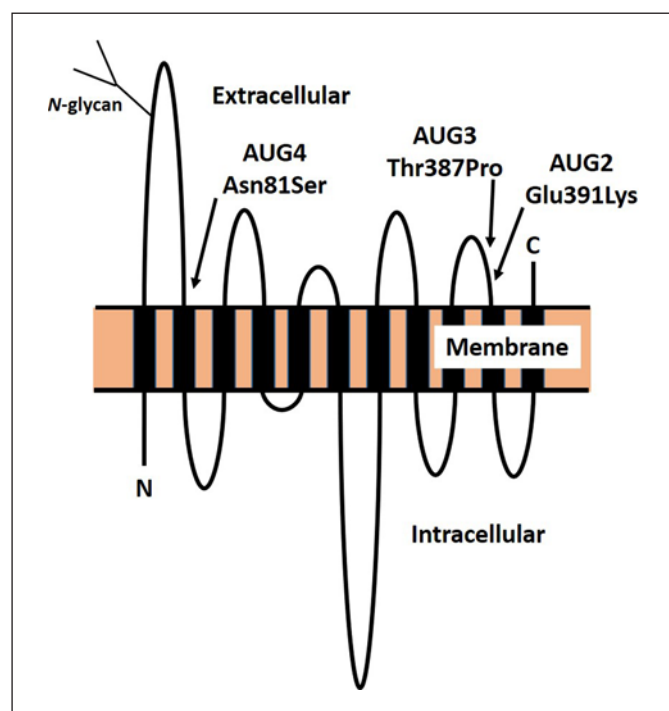 N-glycan
Extracellular
AUG4
Asn81Ser
AUG3
Thr387Pro
AUG2
Glu391Lys
C
Membrane
N
Intracellular